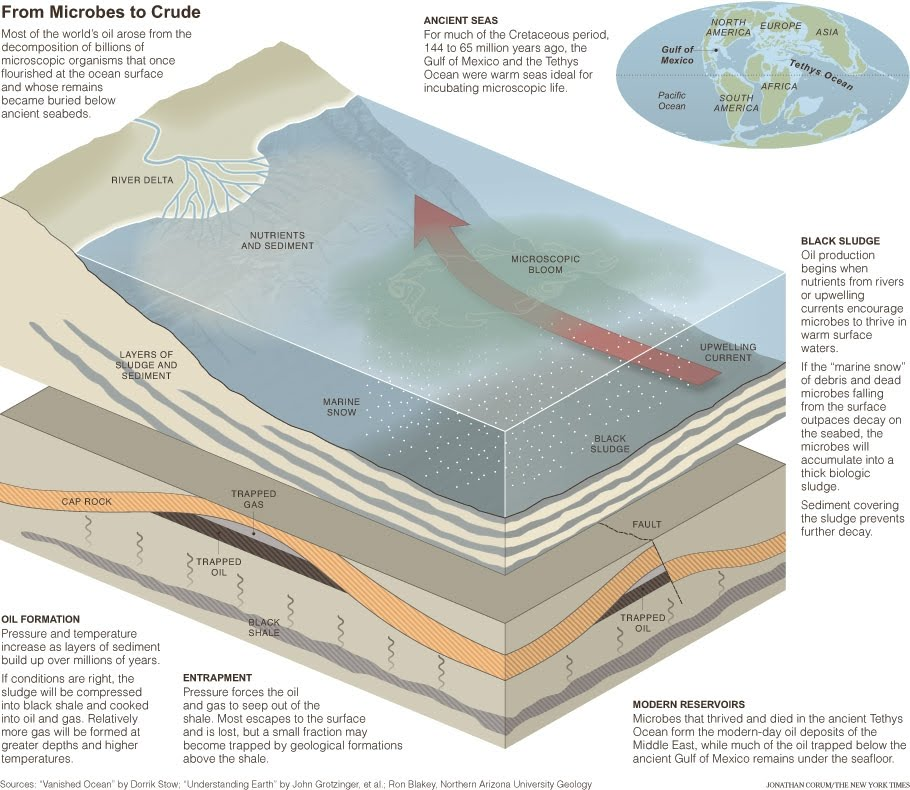 From Microbes to Crude
Most of the world's oil arose from the
decomposition of billions of
microscopic organisms that once
flourished at the ocean surface
and whose remains
became buried below
ancient seabeds.
ANCIENT SEAS
For much of the Cretaceous period,
144 to 65 million years ago, the
Gulf of Mexico and the Tethys
Ocean were warm seas ideal for
incubating microscopic life.
NORTH
AMERICA
EUROPE
ASIA
Gulf of
Mexico
Tethys Ocean
AFRICA
Pacific
Ocean
SOUTH
AMERICA
RIVER DELTA
NUTRIENTS
AND SEDIMENT
MICROSCOPIC
BLOOM
UPWELLING
CURRENT
LAYERS OF
SLUDGE AND
SEDIMENT
MARINE
SNOW
BLACK
SLUDGE
BLACK SLUDGE
Oil production
begins when
nutrients from rivers
or upwelling
currents encourage
microbes to thrive in
warm surface
waters.
If the “marine snow”
of debris and dead
microbes falling
from the surface
outpaces decay on
the seabed, the
microbes will
accumulate into a
thick biologic
sludge.
Sediment covering
the sludge prevents
further decay.
CAP ROCK
TRAPPED
GAS
TRAPPED
OIL
BLACK
SHALE
FAULT
TRAPPED
OIL
OIL FORMATION
Pressure and temperature
increase as layers of sediment
build up over millions of years.
If conditions are right, the
sludge will be compressed
into black shale and cooked
into oil and gas. Relatively
more gas will be formed at
greater depths and higher
temperatures.
ENTRAPMENT
Pressure forces the oil
and gas to seep out of the
shale. Most escapes to the surface
and is lost, but a small fraction may
become trapped by geological formations
above the shale.
MODERN RESERVOIRS
Microbes that thrived and died in the ancient Tethys
Ocean form the modern-day oil deposits of the
Middle East, while much of the oil trapped below the
ancient Gulf of Mexico remains under the seafloor.
Sources: “Vanished Ocean” by Dorrik Stow; “Understanding Earth” by John Grotzinger, et al.; Ron Blakey, Northern Arizona University Geology
JONATHAN CORUM/THE NEW YORK TIMES